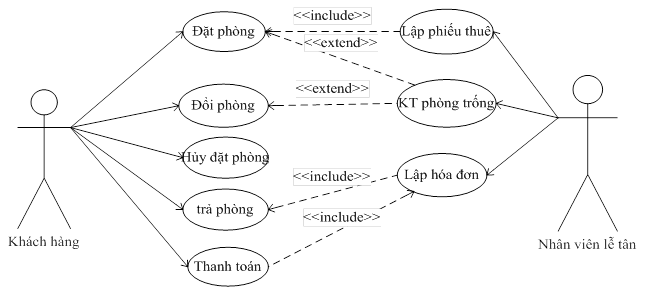 Đặt phòng
<<include>>
Lập phiếu thuê
<<extend>>
Đổi phòng
<<extend>>
KT phòng trống
Hủy đặt phòng
<<include>>
Lập hóa đơn
trả phòng
<<include>>
Khách hàng
Nhân viên lễ tân
Thanh toán